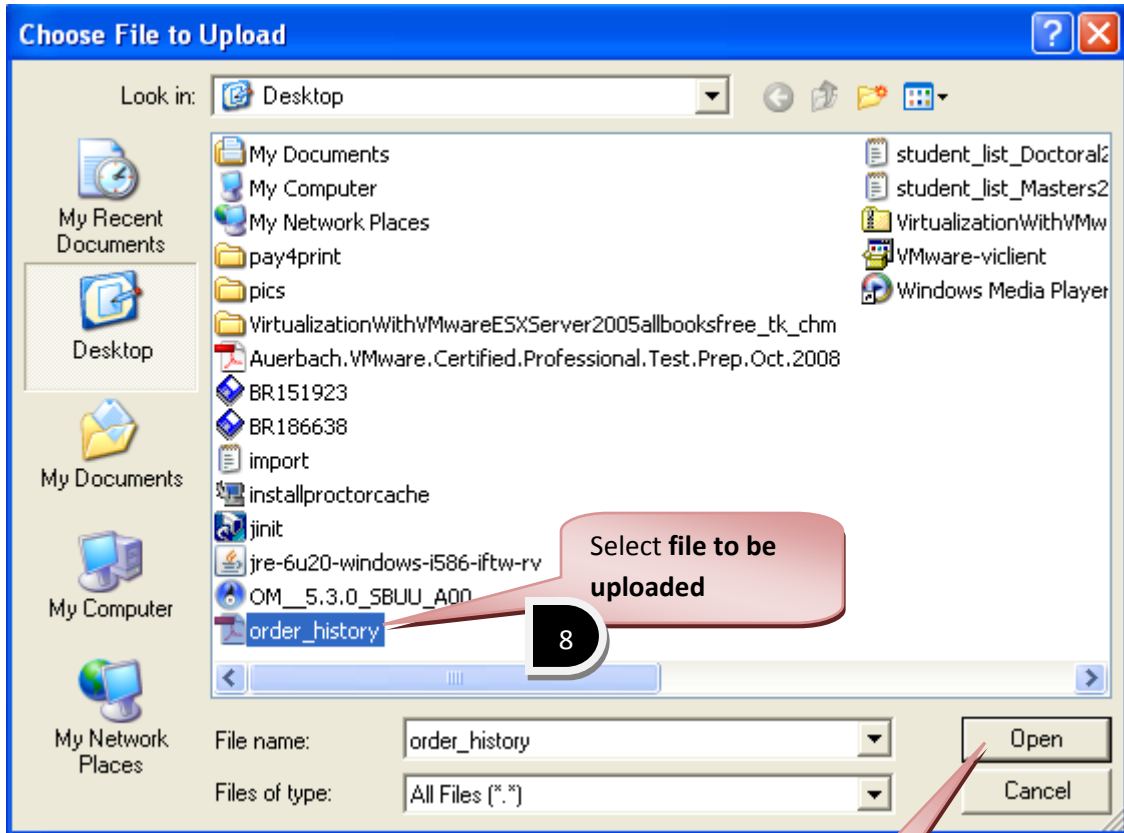 Choose File to Upload
Look in:
Desktop
My Recent
Documents
Desktop
My Documents
My Computer
My Network
Places
My Documents
My Computer
My Network Places
pay4print
pics
VirtualizationWithVMwareESXServer2005allbooksfree_tk_chm
Auerbach.VMware.Certified.Professional.Test.Prep.Oct.2008
BR151923
BR186638
import
installproctorcache
jinit
jre-6u20-windows-i586-iftw-rv
OM__5.3.0_SBUU_A00
order_history
student_list_Doctoral2
student_list_Masters2
VirtualizationWithVMw
VMware-viclient
Windows Media Player
Select file to be
uploaded
8
File name:
order_history
Open
Files of type:
All Files (*.*)
Cancel